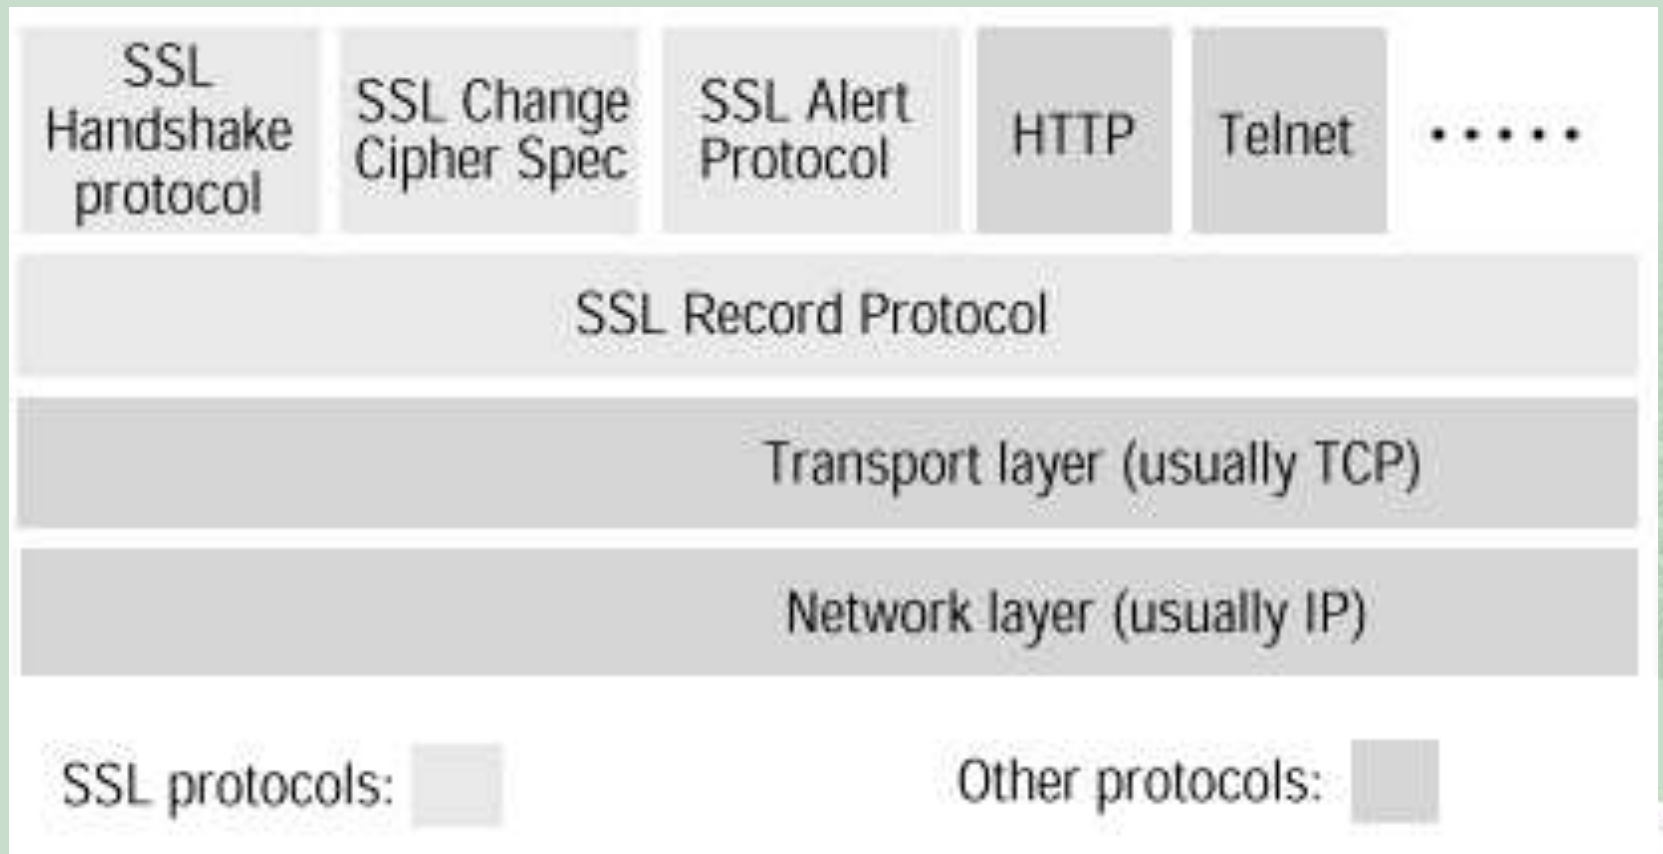 SSL
Handshake
protocol
SSL Change
Cipher Spec
SSL Alert
Protocol
HTTP
Telnet
.....
SSL Record Protocol
Transport layer (usually TCP)
Network layer (usually IP)
SSL protocols:
Other protocols: